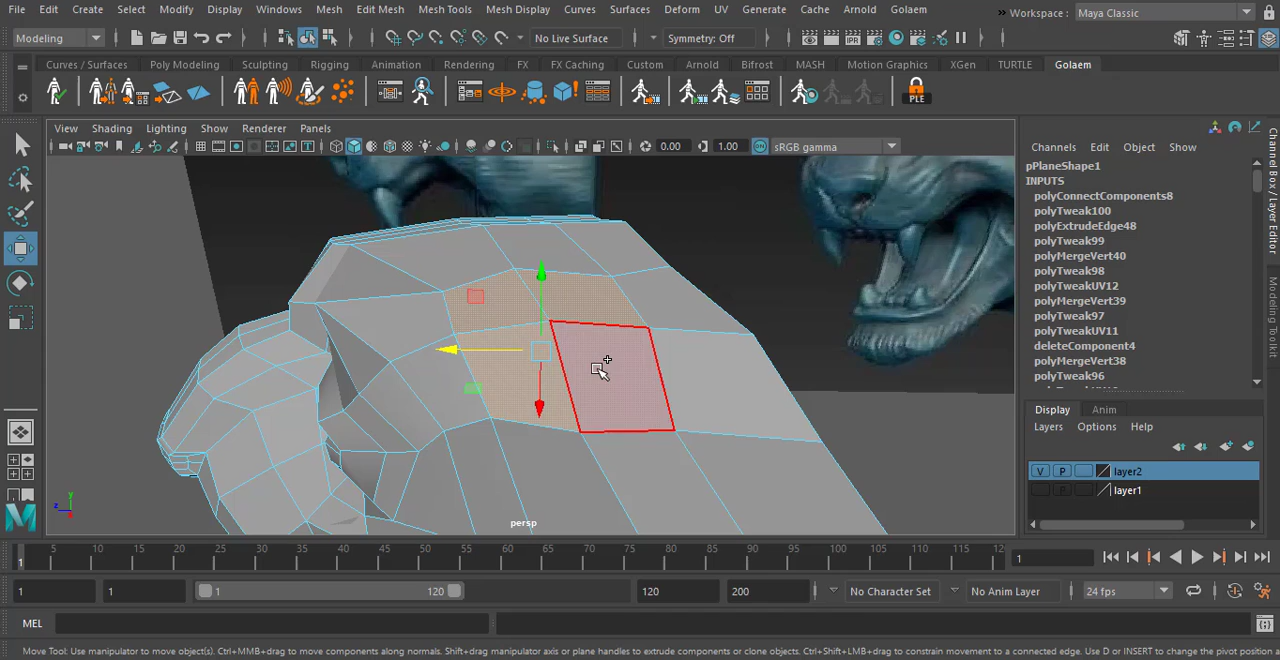 File Edit Create Select Modify Display Windows Mesh Edit Mesh Mesh Tools Mesh Display Curves Surfaces Deform UV Generate Cache Arnold Golaem » Workspace : Maya Classic
Modeling No Live Surface Symmetry: Off
Curves / Surfaces Poly Modeling Sculpting Rigging Animation Rendering FX FX Caching Custom Arnold Bifrost MASH Motion Graphics XGen TURTLE Golaem
PLE
View Shading Lighting Show Renderer Panels
0.00 1.00 ON sRGB gamma
Channels Edit Object Show
pPlaneShape1
INPUTS
polyConnectComponents8
polyTweak100
polyExtrudeEdge48
polyTweak99
polyMergeVert40
polyTweak98
polyTweakUV12
polyMergeVert39
polyTweak97
polyTweakUV11
deleteComponent4
polyMergeVert38
polyTweak96
Channel Box / Layer Editor
Modeling Toolkit
Display Anim
Layers Options Help
V P layer2
P layer1
y
z
persp
M
5 10 15 20 25 30 35 40 45 50 55 60 65 70 75 80 85 90 95 100 105 110 115 12
1 1
1 1 1 120 120 200 No Character Set No Anim Layer 24 fps
MEL
Move Tool: Use manipulator to move object(s). Ctrl+MMB+drag to move components along normals. Shift+drag manipulator axis or plane handles to extrude components or clone objects. Ctrl+Shift+LMB+drag to constrain movement to a connected edge. Use D or INSERT to change the pivot position a